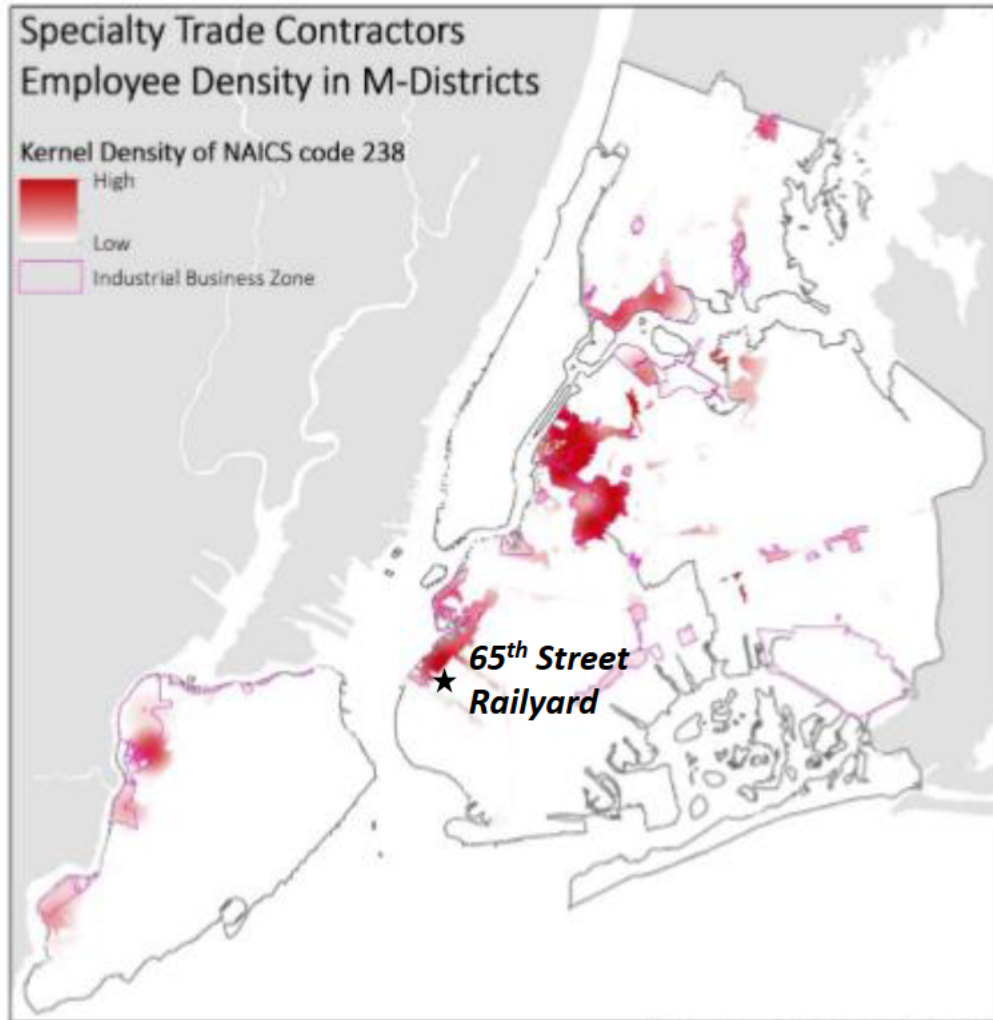 Specialty Trade Contractors
Employee Density in M-Districts
Kernel Density of NAICS code 238
High
Low
Industrial Business Zone
65th Street
Railyard